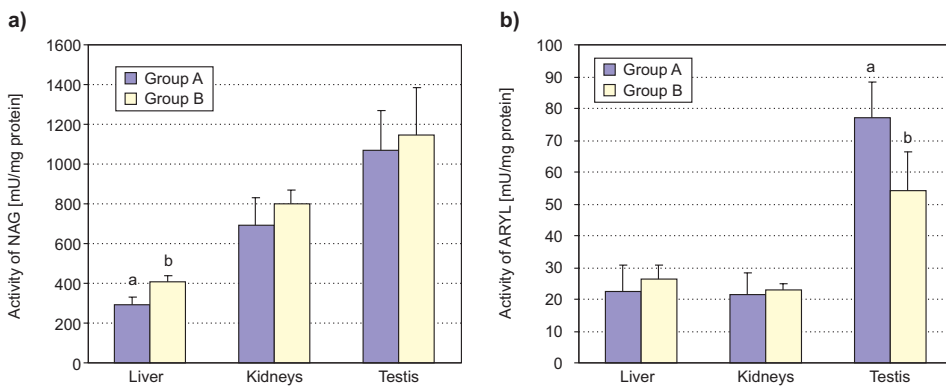 a)
Activity of NAG [mU/mg protein]
1600
1400
1200
1000
800
600
400
200
0
Group A
Group B
a
b
Liver
Kidneys
Testis
b)
Activity of ARYL [mU/mg protein]
100
90
80
70
60
50
40
30
20
10
0
Group A
Group B
a
b
Liver
Kidneys
Testis